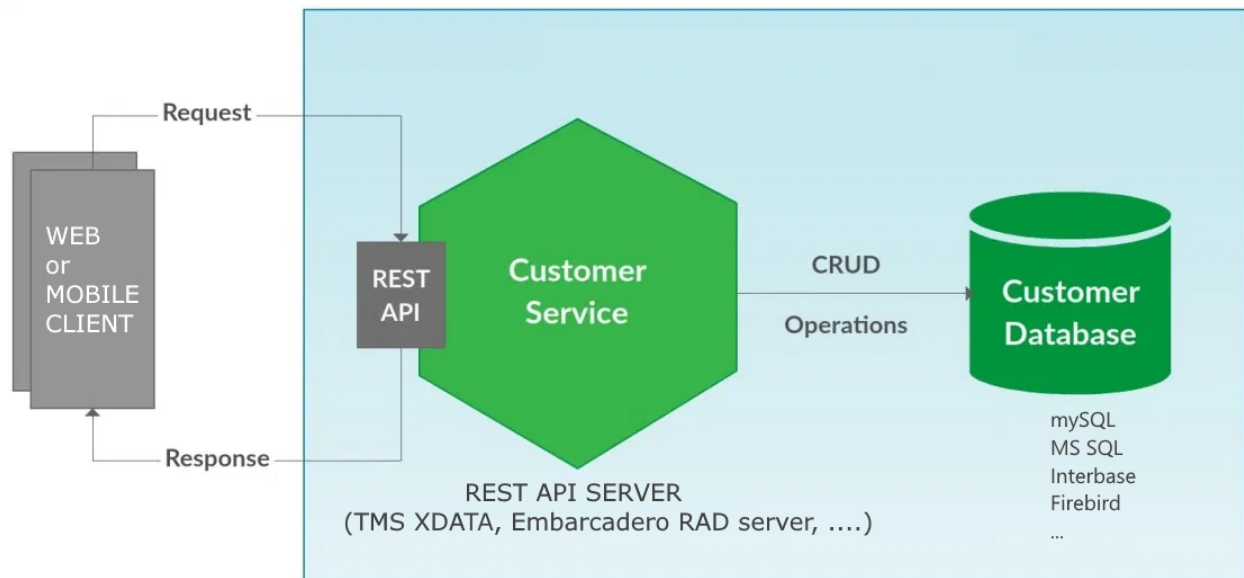 Request
WEB
or
MOBILE
CLIENT
REST
API
Customer
Service
CRUD
Operations
Customer
Database
mySQL
MS SQL
Interbase
Firebird
...
Response
REST API SERVER
(TMS XDATA, Embarcadero RAD server, ....)